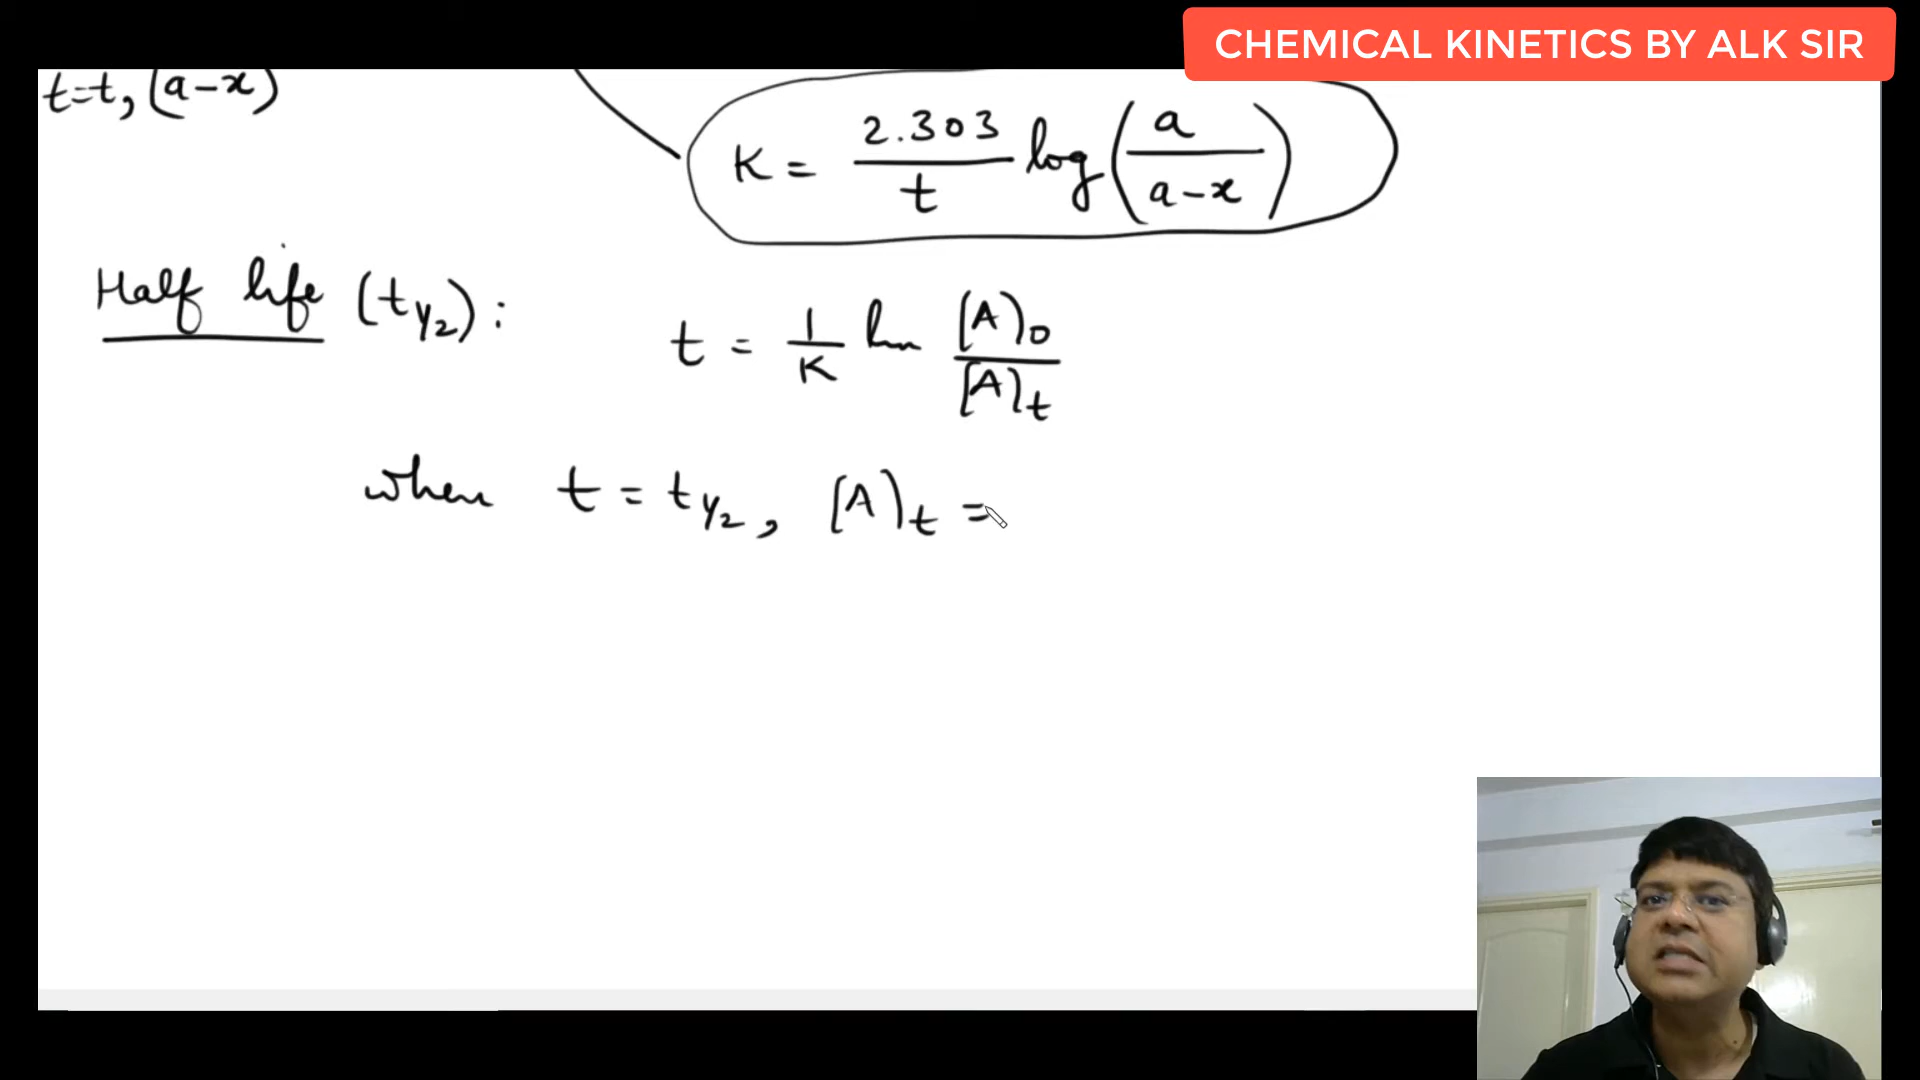 CHEMICAL KINETICS BY ALK SIR
t=t, (a-x)
K = 2.303/t log(a/a-x)
Half life (t1/2) :
t = 1/K ln [A]0/[A]t
when t = t1/2, [A]t =